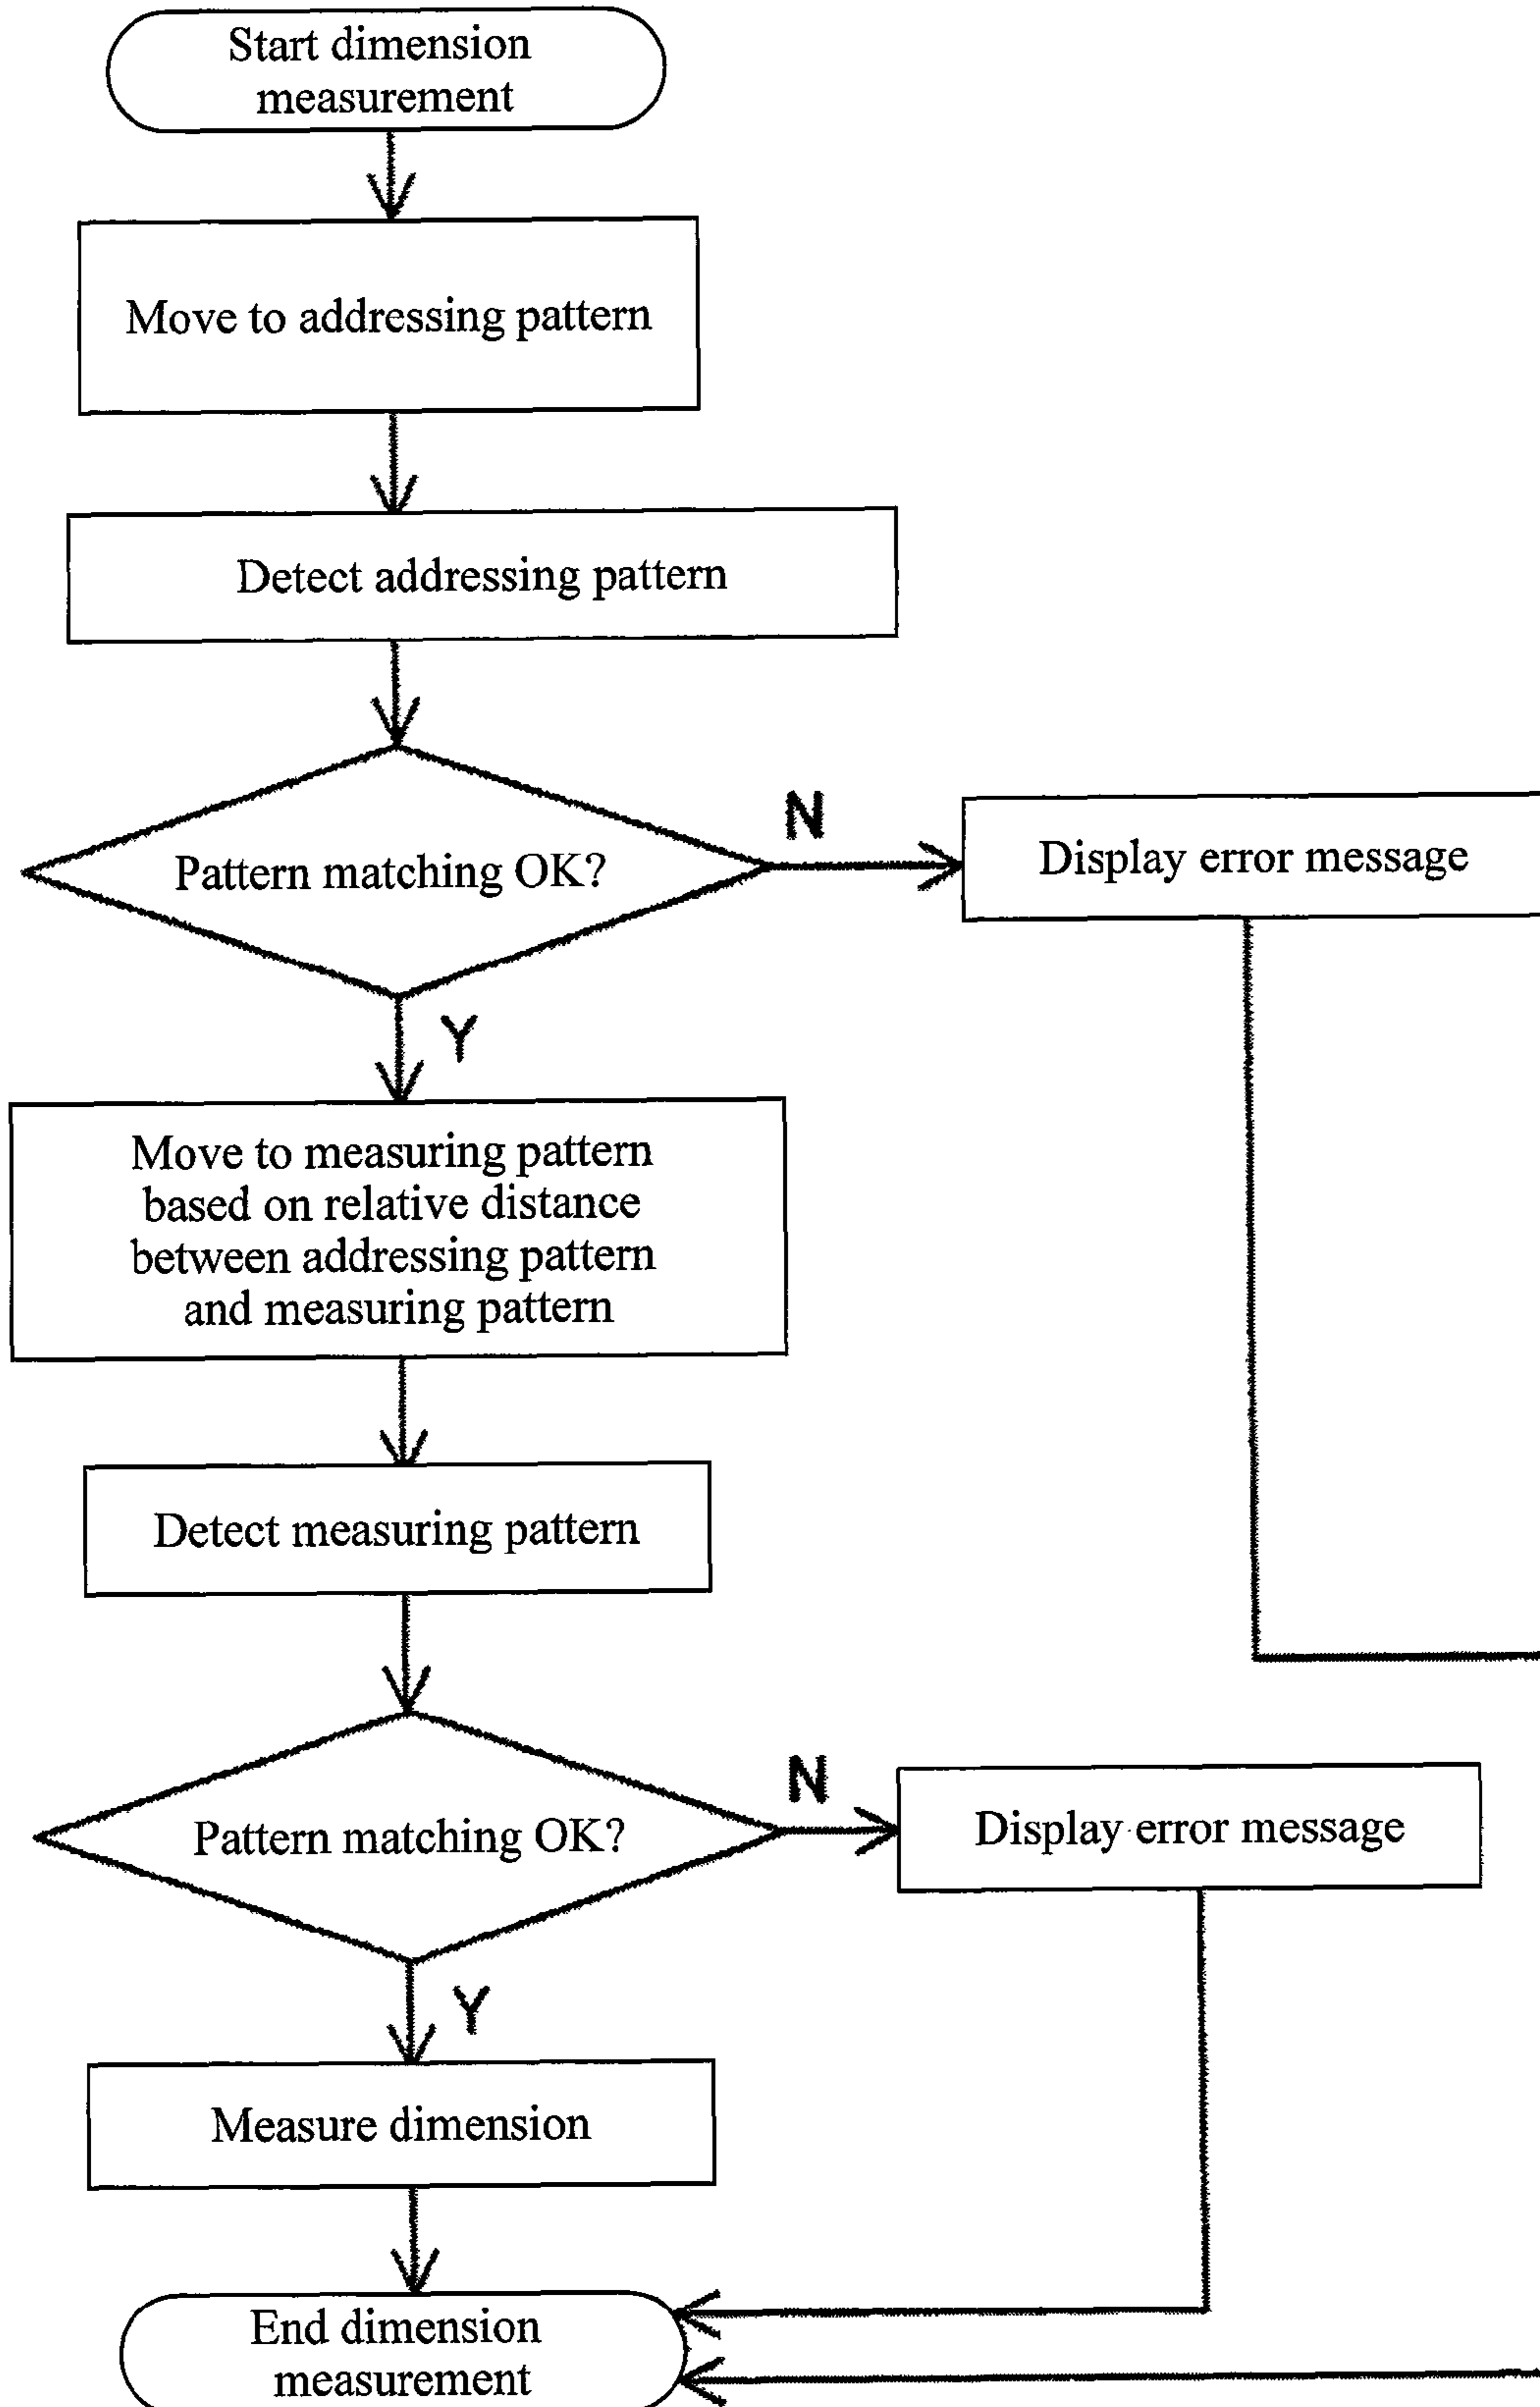 Start dimension
measurement
Move to addressing pattern
Detect addressing pattern
Pattern matching OK?
N
Display error message
Y
Move to measuring pattern
based on relative distance
between addressing pattern
and measuring pattern
Detect measuring pattern
Pattern matching OK?
N
Display error message
Y
Measure dimension
End dimension
measurement